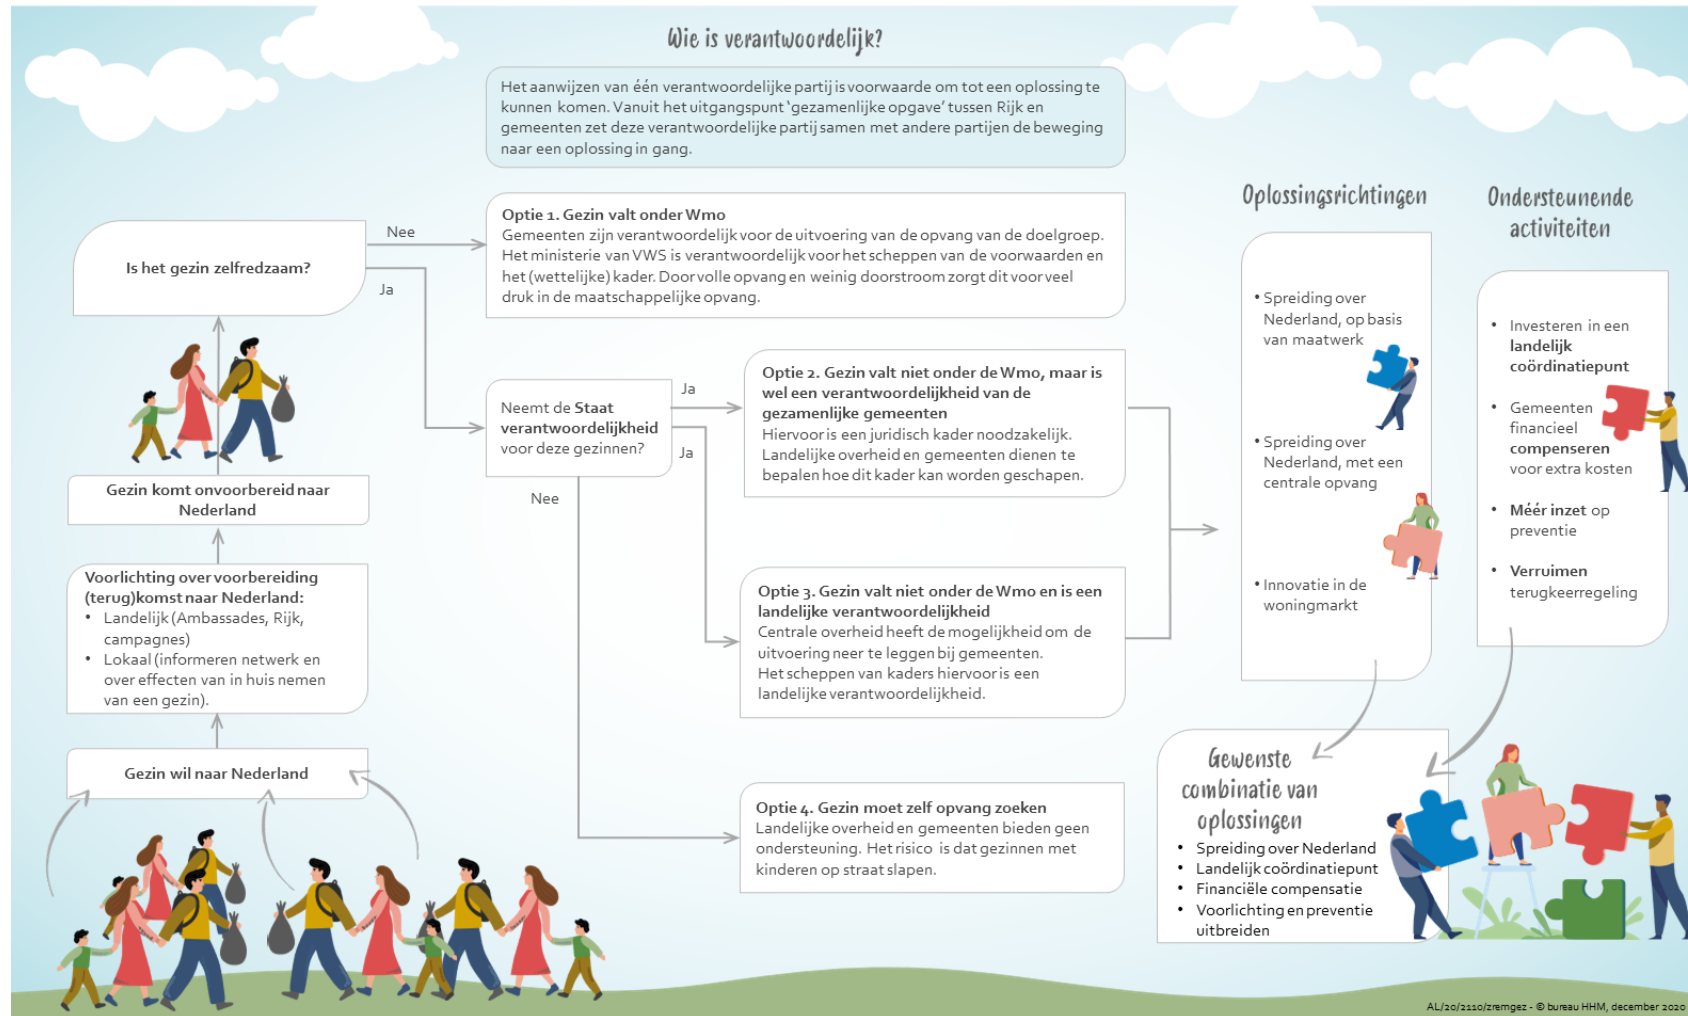 Wie is verantwoordelijk?
Het aanwijzen van één verantwoordelijke partij is voorwaarde om tot een oplossing te
kunnen komen. Vanuit het uitgangspunt ‘gezamenlijke opgave’ tussen Rijk en
gemeenten zet deze verantwoordelijke partij samen met andere partijen de beweging
naar een oplossing in gang.
Optie 1. Gezin valt onder Wmo
Gemeenten zijn verantwoordelijk voor de uitvoering van de opvang van de doelgroep.
Het ministerie van VWS is verantwoordelijk voor het scheppen van de voorwaarden en
het (wettelijke) kader. Door volle opvang en weinig doorstroom zorgt dit voor veel
druk in de maatschappelijke opvang.
Is het gezin zelfredzaam?
Nee
Ja
Neemt de Staat
verantwoordelijkheid
voor deze gezinnen?
Ja
Ja
Nee
Optie 2. Gezin valt niet onder de Wmo, maar is
wel een verantwoordelijkheid van de
gezamenlijke gemeenten
Hiervoor is een juridisch kader noodzakelijk.
Landelijke overheid en gemeenten dienen te
bepalen hoe dit kader kan worden geschapen.
Gezin komt onvoorbereid naar
Nederland
Voorlichting over voorbereiding
(terug)komst naar Nederland:
• Landelijk (Ambassades, Rijk,
campagnes)
• Lokaal (informeren netwerk en
over effecten van in huis nemen
van een gezin).
Gezin wil naar Nederland
Optie 3. Gezin valt niet onder de Wmo en is een
landelijke verantwoordelijkheid
Centrale overheid heeft de mogelijkheid om de
uitvoering neer te leggen bij gemeenten.
Het scheppen van kaders hiervoor is een
landelijke verantwoordelijkheid.
Optie 4. Gezin moet zelf opvang zoeken
Landelijke overheid en gemeenten bieden geen
ondersteuning. Het risico is dat gezinnen met
kinderen op straat slapen.
Oplossingsrichtingen
• Spreiding over
Nederland, op basis
van maatwerk
• Spreiding over
Nederland, met een
centrale opvang
• Innovatie in de
woningmarkt
Ondersteunende
activiteiten
• Investeren in een
landelijk
coördinatiepunt
• Gemeenten
financieel
compenseren
voor extra kosten
• Méér inzet op
preventie
• Verruimen
terugkeerregeling
Gewenste
combinatie van
oplossingen
• Spreiding over Nederland
• Landelijk coördinatiepunt
• Financiële compensatie
• Voorlichting en preventie
uitbreiden
AL/20/2110/zremgez - © bureau HHM, december 2020